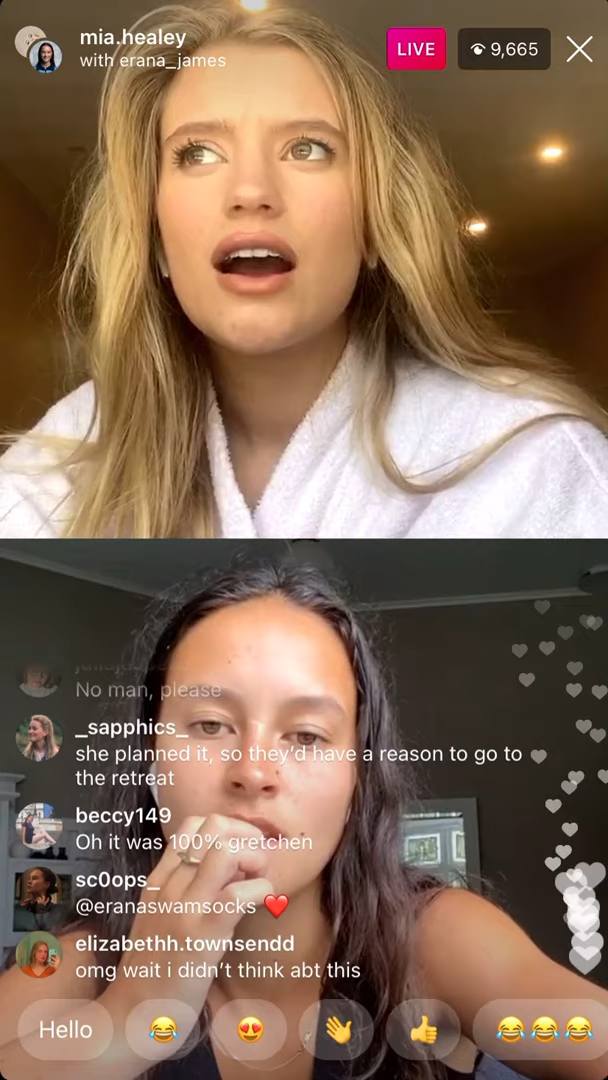 mia.healey
with erana_james
LIVE
9,665
No man, please
_sapphics_
she planned it, so they'd have a reason to go to
the retreat
beccy149
Oh it was 100% gretchen
sc0ops_
@eranaswamsocks ❤️
elizabethh.townsendd
omg wait i didn't think abt this
Hello 😂 😍 👋 👍 😂😂😂